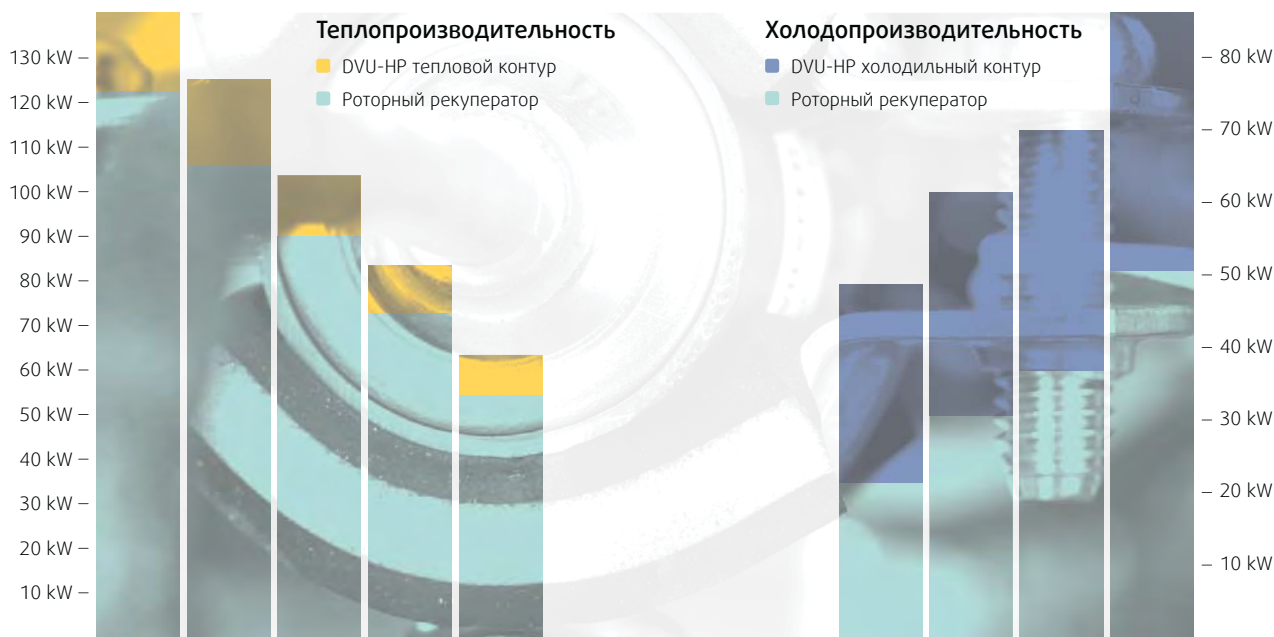 Теплопроизводительность
DVU-HP тепловой контур
Роторный рекуператор
Холодопроизводительность
DVU-HP холодильный контур
Роторный рекуператор
130 kW –
120 kW –
110 kW –
100 kW –
90 kW –
80 kW –
70 kW –
60 kW –
50 kW –
40 kW –
30 kW –
20 kW –
10 kW –
– 80 kW
– 70 kW
– 60 kW
– 50 kW
– 40 kW
– 30 kW
– 20 kW
– 10 kW